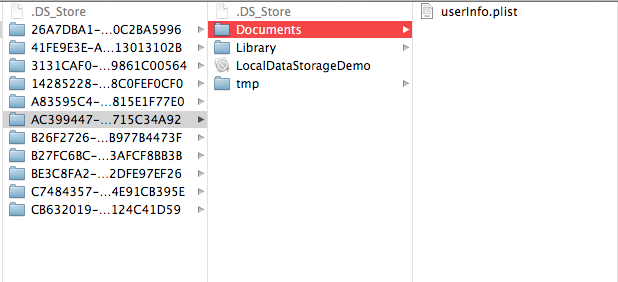 .DS_Store
26A7DBA1-...0C2BA5996
41FE9E3E-A...13013102B
3131CAF0-...9861C00564
14285228-...8C0FEF0CF0
A83595C4-...815E1F77E0
AC399447-...715C34A92
B26F2726-...B977B4473F
B27FC6BC-...3AFCF8BB3B
BE3C8FA2-...2DFE97EF26
C7484357-...4E91CB395E
CB632019-...124C41D59
.DS_Store
Documents
Library
LocalDataStorageDemo
tmp
userInfo.plist